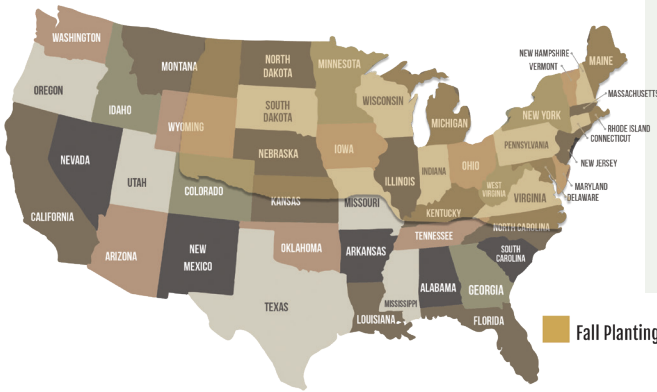 WASHINGTON
OREGON
IDAHO
MONTANA
NORTH
DAKOTA
MINNESOTA
SOUTH
DAKOTA
WISCONSIN
MICHIGAN
WYOMING
NEBRASKA
IOWA
NEVADA
UTAH
COLORADO
CALIFORNIA
KANSAS
MISSOURI
ILLINOIS
INDIANA
OHIO
KENTUCKY
WEST
VIRGINIA
VIRGINIA
PENNSYLVANIA
NEW YORK
NEW HAMPSHIRE
VERMONT
MAINE
MASSACHUSETTS
RHODE ISLAND
CONNECTICUT
NEW JERSEY
MARYLAND
DELAWARE
NORTH CAROLINA
TENNESSEE
SOUTH
CAROLINA
ARIZONA
NEW
MEXICO
OKLAHOMA
ARKANSAS
TEXAS
LOUISIANA
MISSISSIPPI
ALABAMA
GEORGIA
FLORIDA
Fall Planting